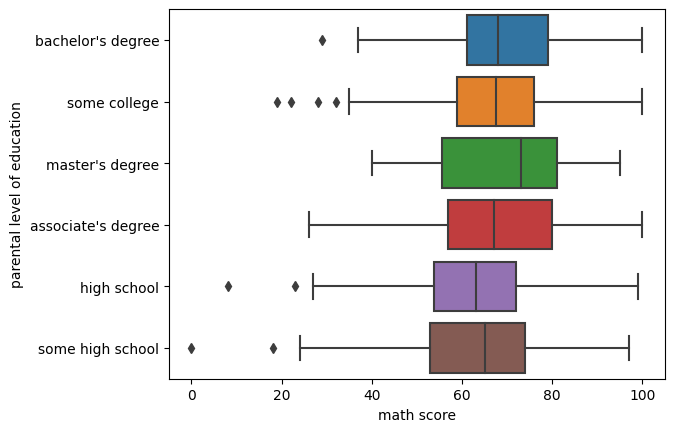 parental level of education
bachelor's degree
some college
master's degree
associate's degree
high school
some high school
0 20 40 60 80 100
math score